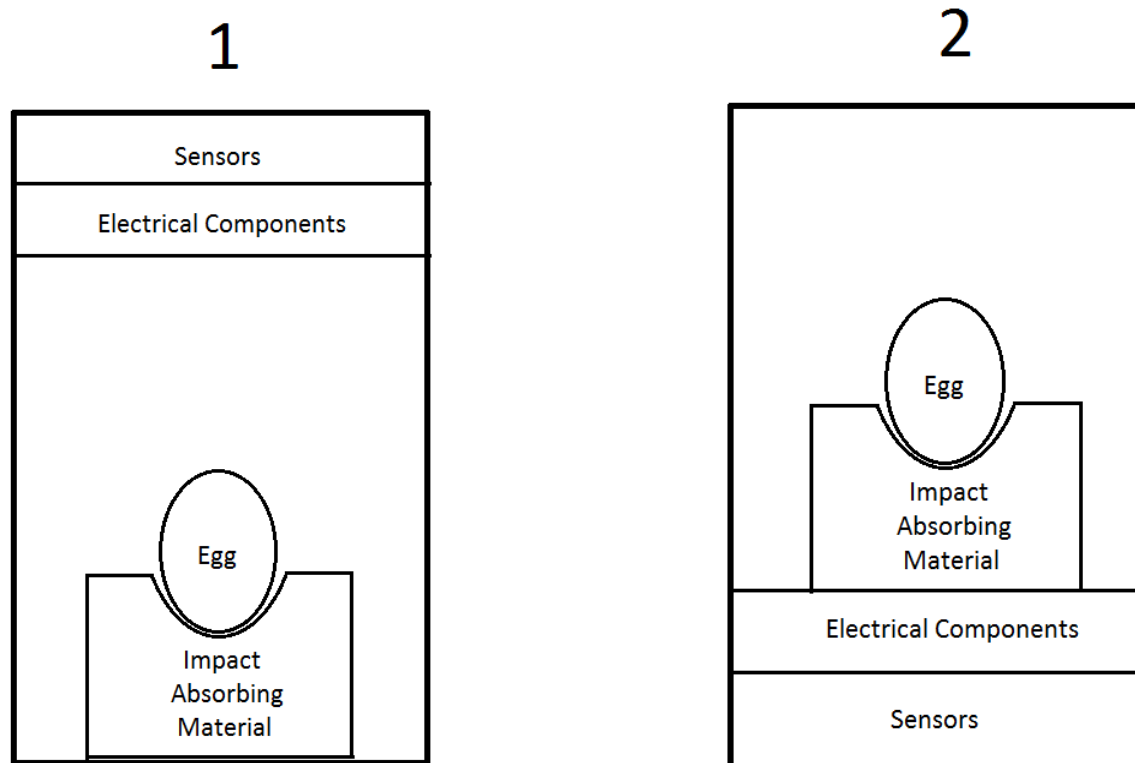 1
Sensors
Electrical Components
Egg
Impact
Absorbing
Material
2
Egg
Impact
Absorbing
Material
Electrical Components
Sensors